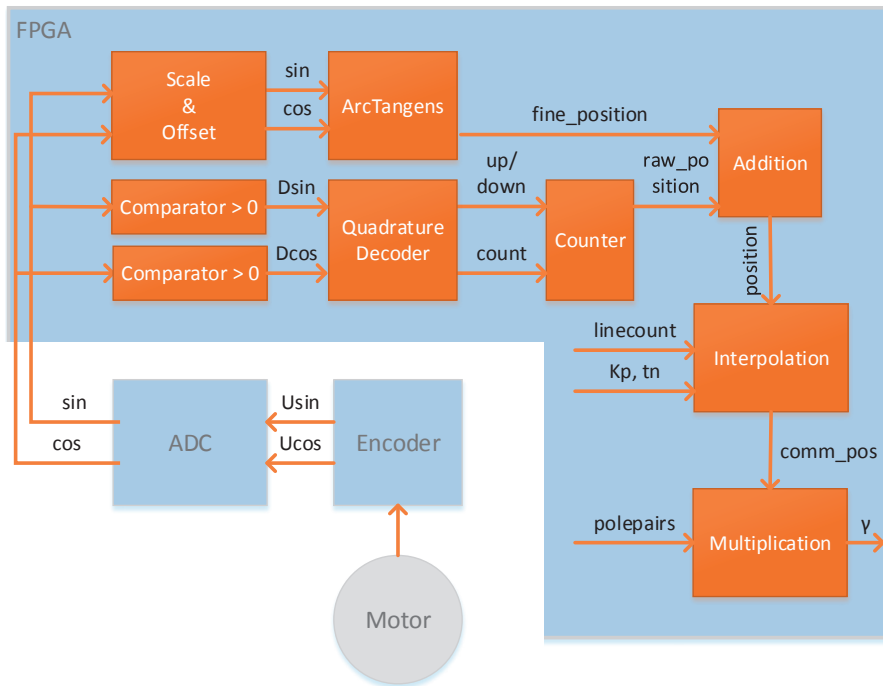 FPGA
Scale
&
Offset
sin
cos
ArcTangens
fine_position
Addition
Comparator > 0
Dsin
Comparator > 0
Dcos
Quadrature
Decoder
up/
down
count
Counter
raw_po
sition
position
linecount
Kp, tn
Interpolation
comm_pos
polepairs
Multiplication
γ
sin
cos
ADC
Usin
Ucos
Encoder
Motor